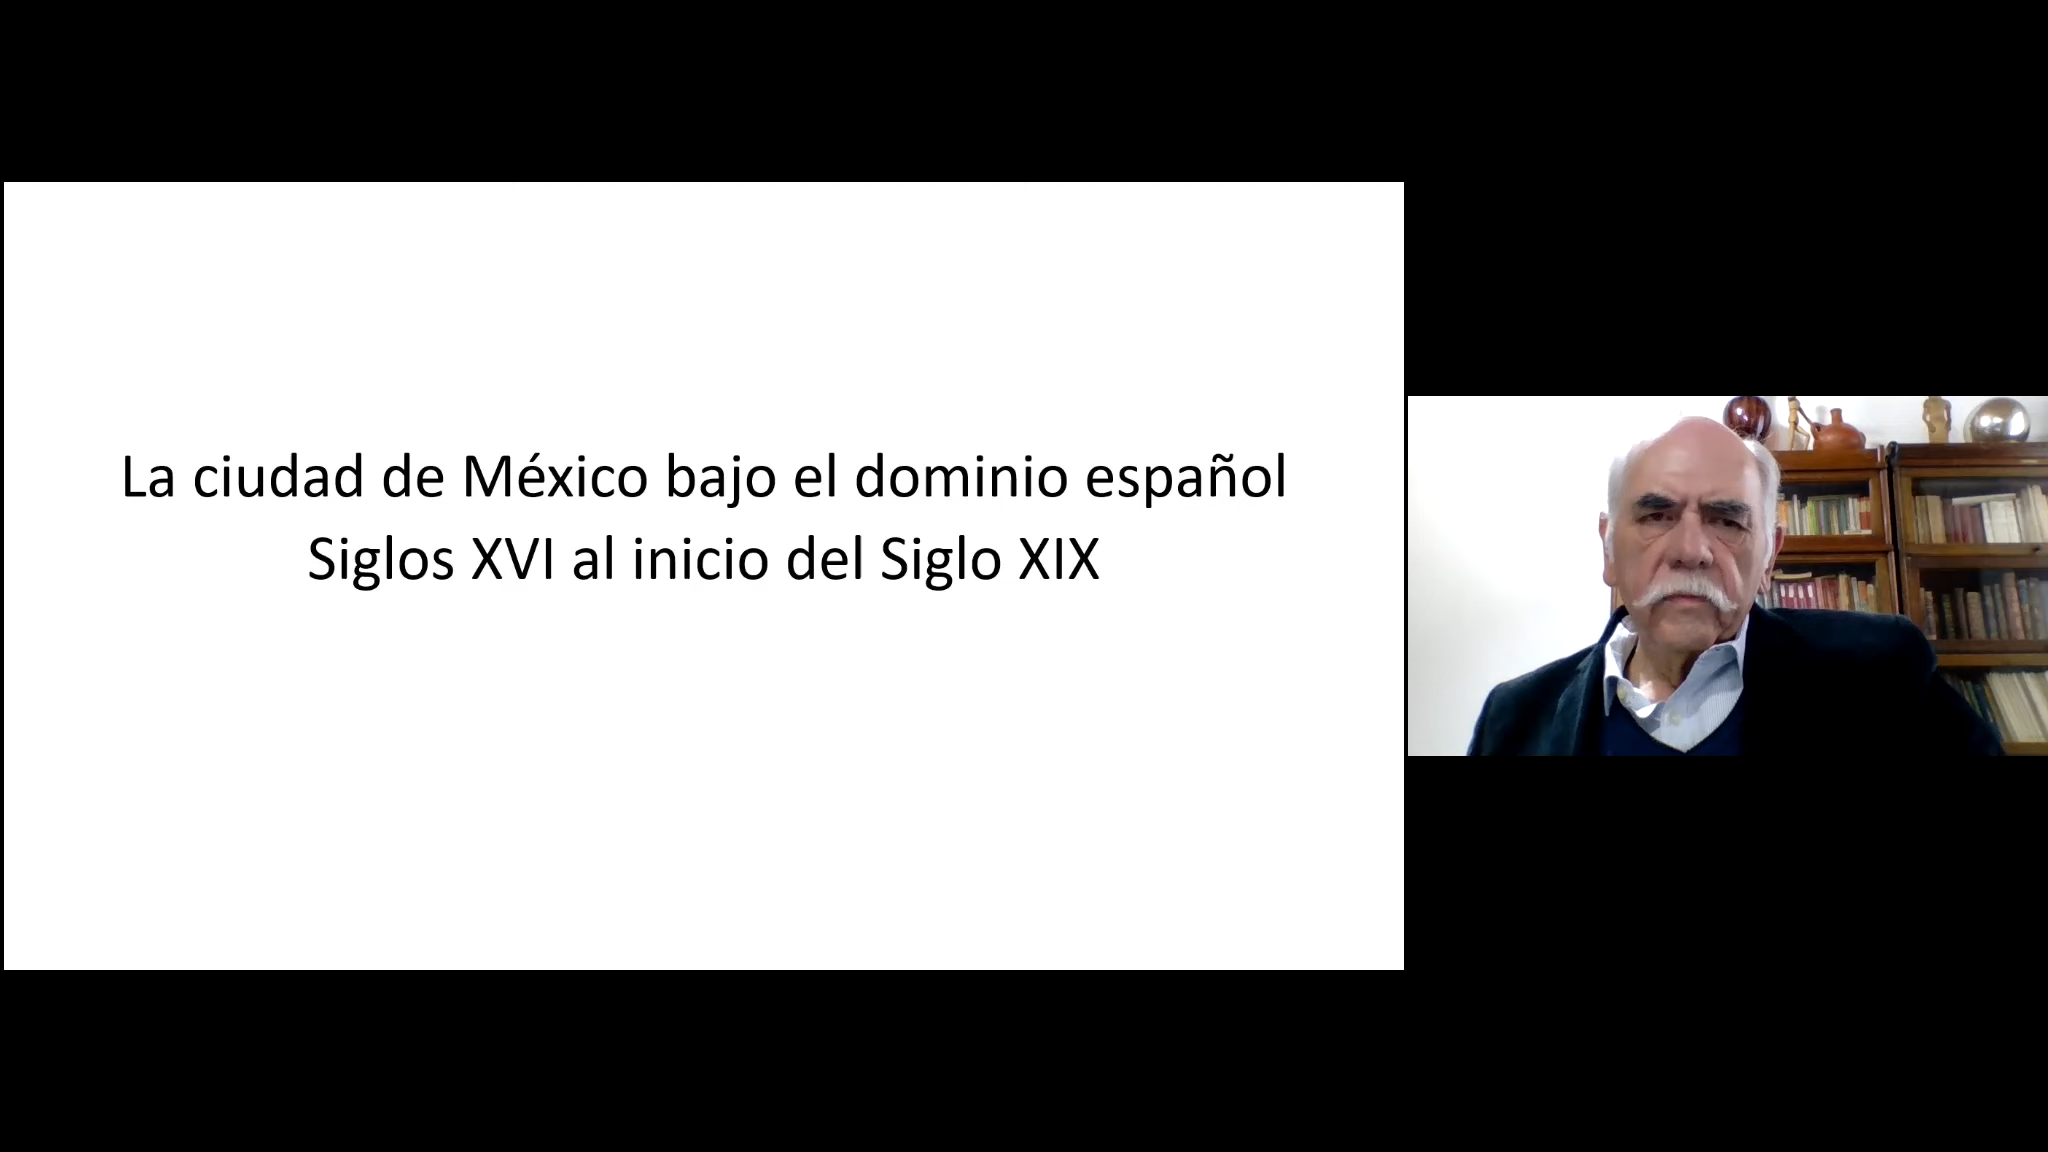 La ciudad de México bajo el dominio español
Siglos XVI al inicio del Siglo XIX